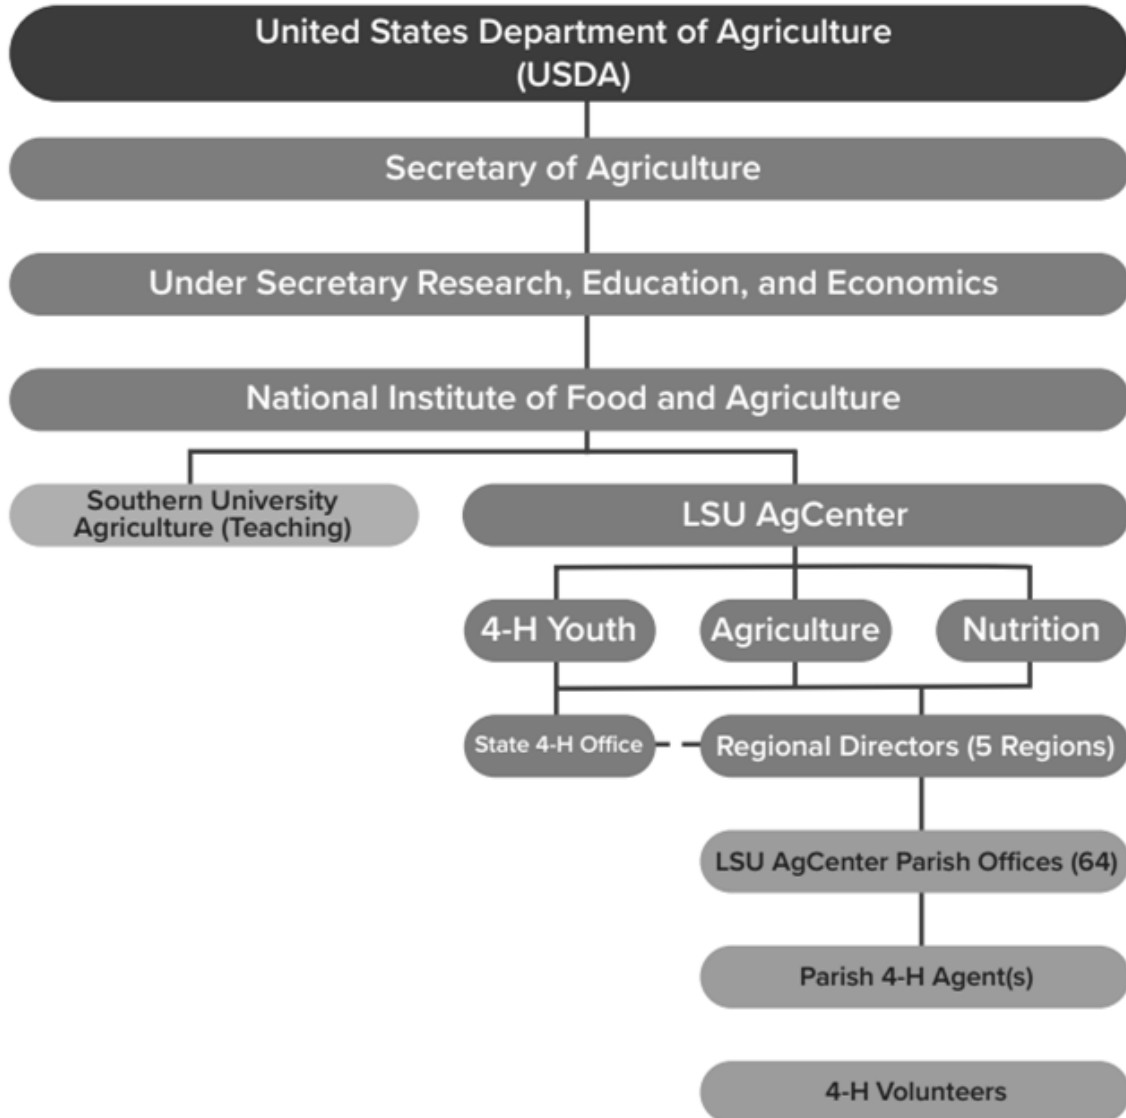 United States Department of Agriculture
(USDA)
Secretary of Agriculture
Under Secretary Research, Education, and Economics
National Institute of Food and Agriculture
Southern University
Agriculture (Teaching)
LSU AgCenter
4-H Youth
Agriculture
Nutrition
State 4-H Office
Regional Directors (5 Regions)
LSU AgCenter Parish Offices (64)
Parish 4-H Agent(s)
4-H Volunteers